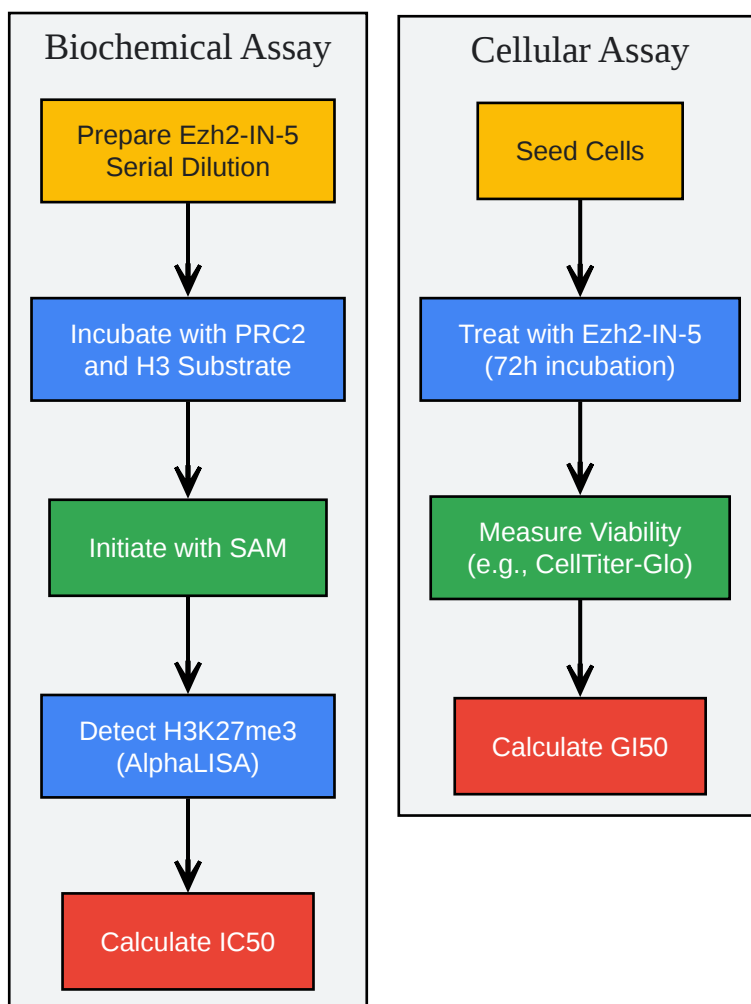 Biochemical Assay
Prepare Ezh2-IN-5
Serial Dilution
Incubate with PRC2
and H3 Substrate
Initiate with SAM
Detect H3K27me3
(AlphaLISA)
Calculate IC50
Cellular Assay
Seed Cells
Treat with Ezh2-IN-5
(72h incubation)
Measure Viability
(e.g., CellTiter-Glo)
Calculate GI50